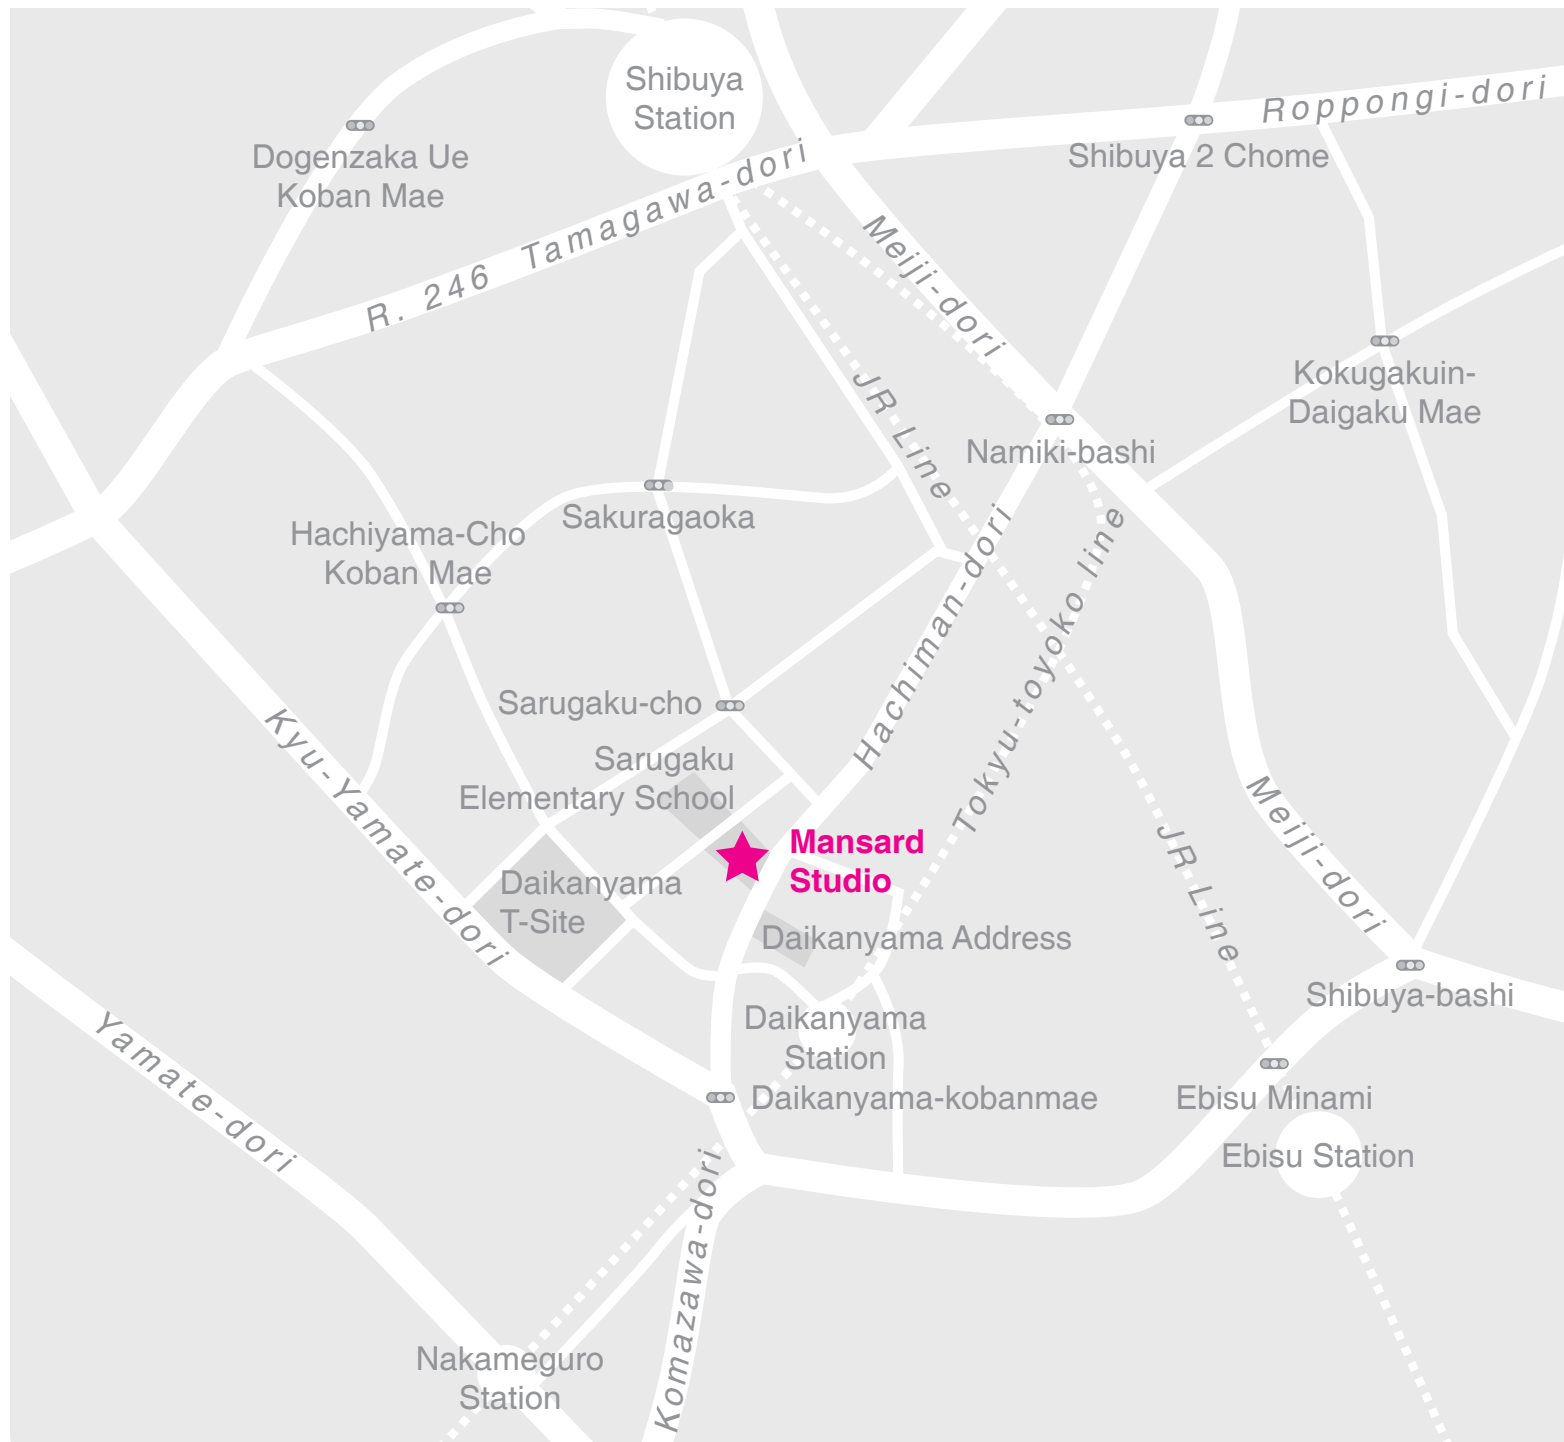 Shibuya
Station
Roppongi-dori
Dogenzaka Ue
Koban Mae
Shibuya 2 Chome
R. 246 Tamagawa-dori
Meiji-dori
JR Line
Kokugakuin-
Daigaku Mae
Namiki-bashi
Sakuragaoka
Hachiyama-Cho
Koban Mae
Hachiman-dori
Tokyu-toyoko line
Sarugaku-cho
Sarugaku
Elementary School
Kyu-Yamate-dori
Mansard
Studio
Meiji-dori
JR Line
Daikanyama
T-Site
Daikanyama Address
Shibuya-bashi
Daikanyama
Station
Yamate-dori
Daikanyama-kobanmae
Ebisu Minami
Ebisu Station
Komazawa-dori
Nakameguro
Station